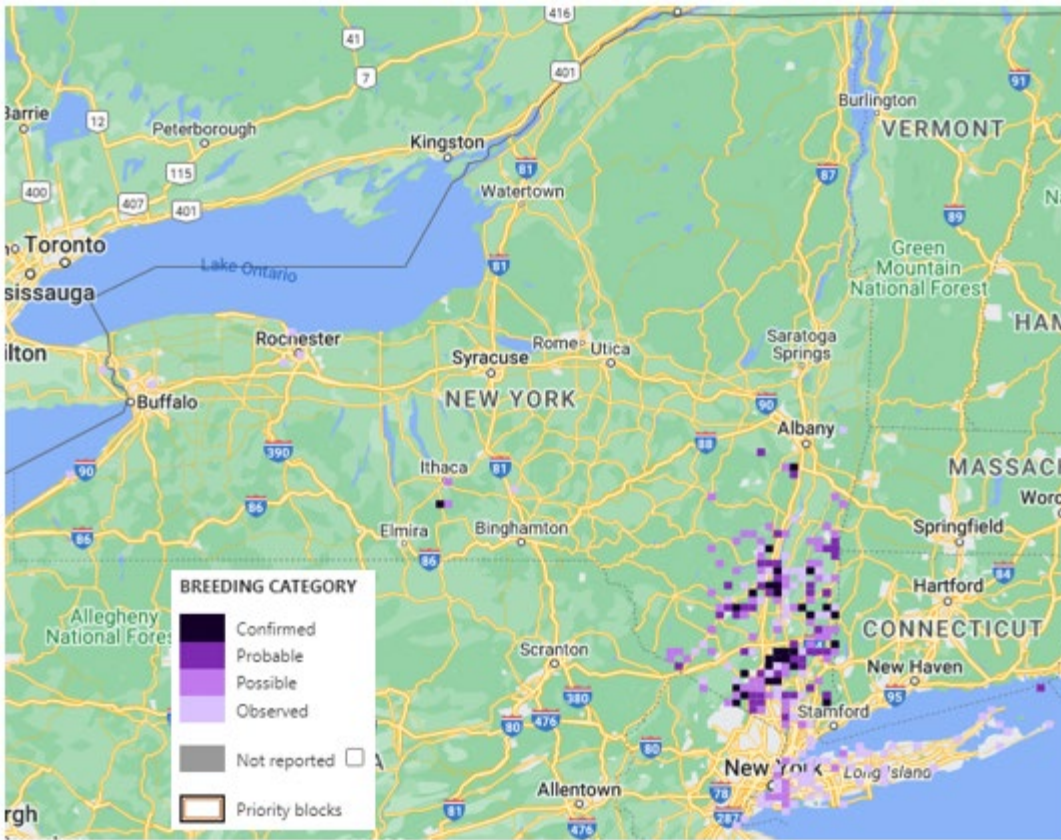 416
41
7
401
Barrie
12
Peterborough
Kingston
115
400
407
401
Toronto
sissauga
Lake Ontario
81
Watertown
81
87
Burlington
VERMONT
91
89
Green
Mountain
National Forest
HAM
ilton
Rochester
Syracuse
Rome
Utica
Saratoga
Springs
Buffalo
NEW YORK
90
Albany
88
90
390
Ithaca
81
MASSACH
Worc
86
86
Elmira
Binghamton
86
Springfield
84
Hartford
CONNECTICUT
Allegheny
National Fores
BREEDING CATEGORY
Confirmed
Probable
Possible
Observed
Not reported
Priority blocks
A
Scranton
380
476
80
80
81
Allentown
476
New Haven
95
Stamford
New York
Long Island
78
287
rgh